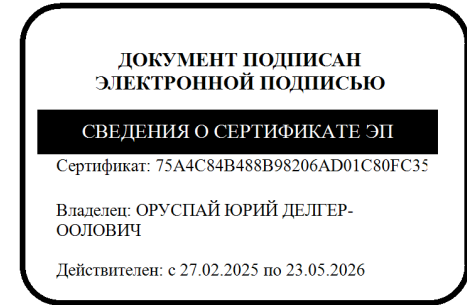 ДОКУМЕНТ ПОДПИСАН
ЭЛЕКТРОННОЙ ПОДПИСЬЮ
СВЕДЕНИЯ О СЕРТИФИКАТЕ ЭП
Сертификат: 75A4C84B488B98206AD01C80FC35
Владелец: ОРУСПАЙ ЮРИЙ ДЕЛГЕР-
ООЛОВИЧ
Действителен: с 27.02.2025 по 23.05.2026